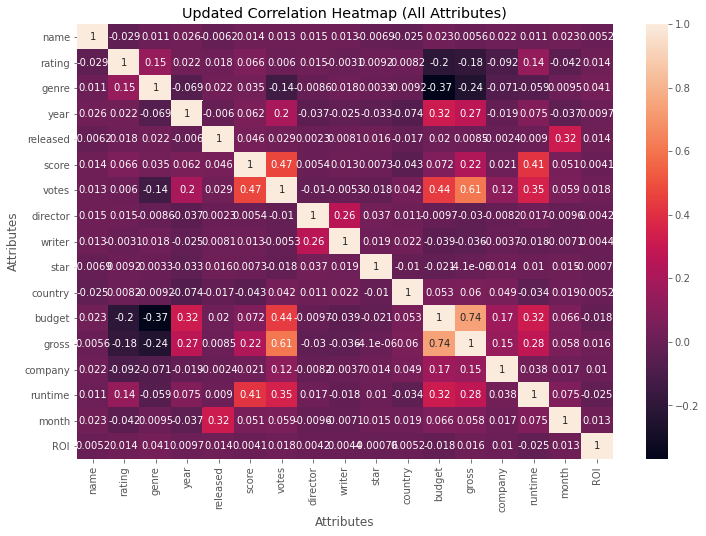 Updated Correlation Heatmap (All Attributes)
name 1 -0.029 0.011 0.026 -0.0062 0.014 0.013 0.015 0.013 -0.0069 -0.025 0.023 0.0056 0.022 0.011 0.023 0.0052
rating -0.029 1 0.15 0.022 0.018 0.066 0.006 0.015 -0.0031 0.0092 0.0082 -0.2 -0.18 -0.092 0.14 -0.042 0.014
genre 0.011 0.15 1 -0.069 0.022 0.035 -0.14 -0.0086 0.018 0.0033 -0.0092 -0.37 -0.24 -0.071 -0.059 0.0095 0.041
year 0.026 0.022 -0.069 1 -0.006 0.062 0.2 -0.037 -0.025 -0.033 -0.074 0.32 0.27 -0.019 0.075 -0.037 0.0097
released -0.0062 0.018 0.022 -0.006 1 0.046 0.029 0.0023 0.0081 0.016 -0.017 0.02 0.0085 -0.0024 0.009 0.32 0.014
score 0.014 0.066 0.035 0.062 0.046 1 0.47 0.0054 0.013 0.0073 -0.043 0.072 0.22 0.021 0.41 0.051 0.0041
votes 0.013 0.006 -0.14 0.2 0.029 0.47 1 -0.01 -0.0053 -0.018 0.042 0.44 0.61 0.12 0.35 0.059 0.018
director 0.015 0.015 -0.0086 -0.037 0.0023 0.0054 -0.01 1 0.26 0.037 0.011 -0.0097 -0.03 -0.0082 0.017 -0.0096 -0.0042
writer 0.013 -0.0031 0.018 -0.025 0.0081 0.013 -0.0053 0.26 1 0.019 0.022 -0.039 -0.036 -0.0037 -0.018 -0.0071 0.0044
star -0.0069 0.0092 0.0033 -0.033 0.016 0.0073 -0.018 0.037 0.019 1 -0.01 -0.021 4.1e-06 0.014 0.01 0.015
country -0.025 0.0082 -0.0092 -0.074 -0.017 -0.043 0.042 0.011 0.022 -0.01 1 0.053 0.06 0.049 -0.034 0.019 0.0052
budget 0.023 -0.2 -0.37 0.32 0.02 0.072 0.44 -0.0097 -0.039 -0.021 0.053 1 0.74 0.17 0.32 0.066 -0.018
gross 0.0056 -0.18 -0.24 0.27 0.0085 0.22 0.61 -0.03 -0.036 4.1e-06 0.06 0.74 1 0.15 0.28 0.058 0.016
company 0.022 -0.092 -0.071 -0.019 -0.0024 0.021 0.12 -0.0082 -0.0037 0.014 0.049 0.17 0.15 1 0.038 0.017 0.01
runtime 0.011 0.14 -0.059 0.075 0.009 0.41 0.35 0.017 -0.018 0.01 -0.034 0.32 0.28 0.038 1 0.075 -0.025
month 0.023 -0.042 0.0095 -0.037 0.32 0.051 0.059 -0.0096 -0.0071 0.015 0.019 0.066 0.058 0.017 0.075 1 0.013
ROI 0.0052 0.014 0.041 0.0097 0.014 0.0041 0.018 0.0042 0.0044 -0.00076 0.0052 -0.018 0.016 0.01 -0.025 0.013 1
name rating genre year released score votes director writer star country budget gross company runtime month ROI
Attributes
Attributes
1.0
0.8
0.6
0.4
0.2
0.0
−0.2